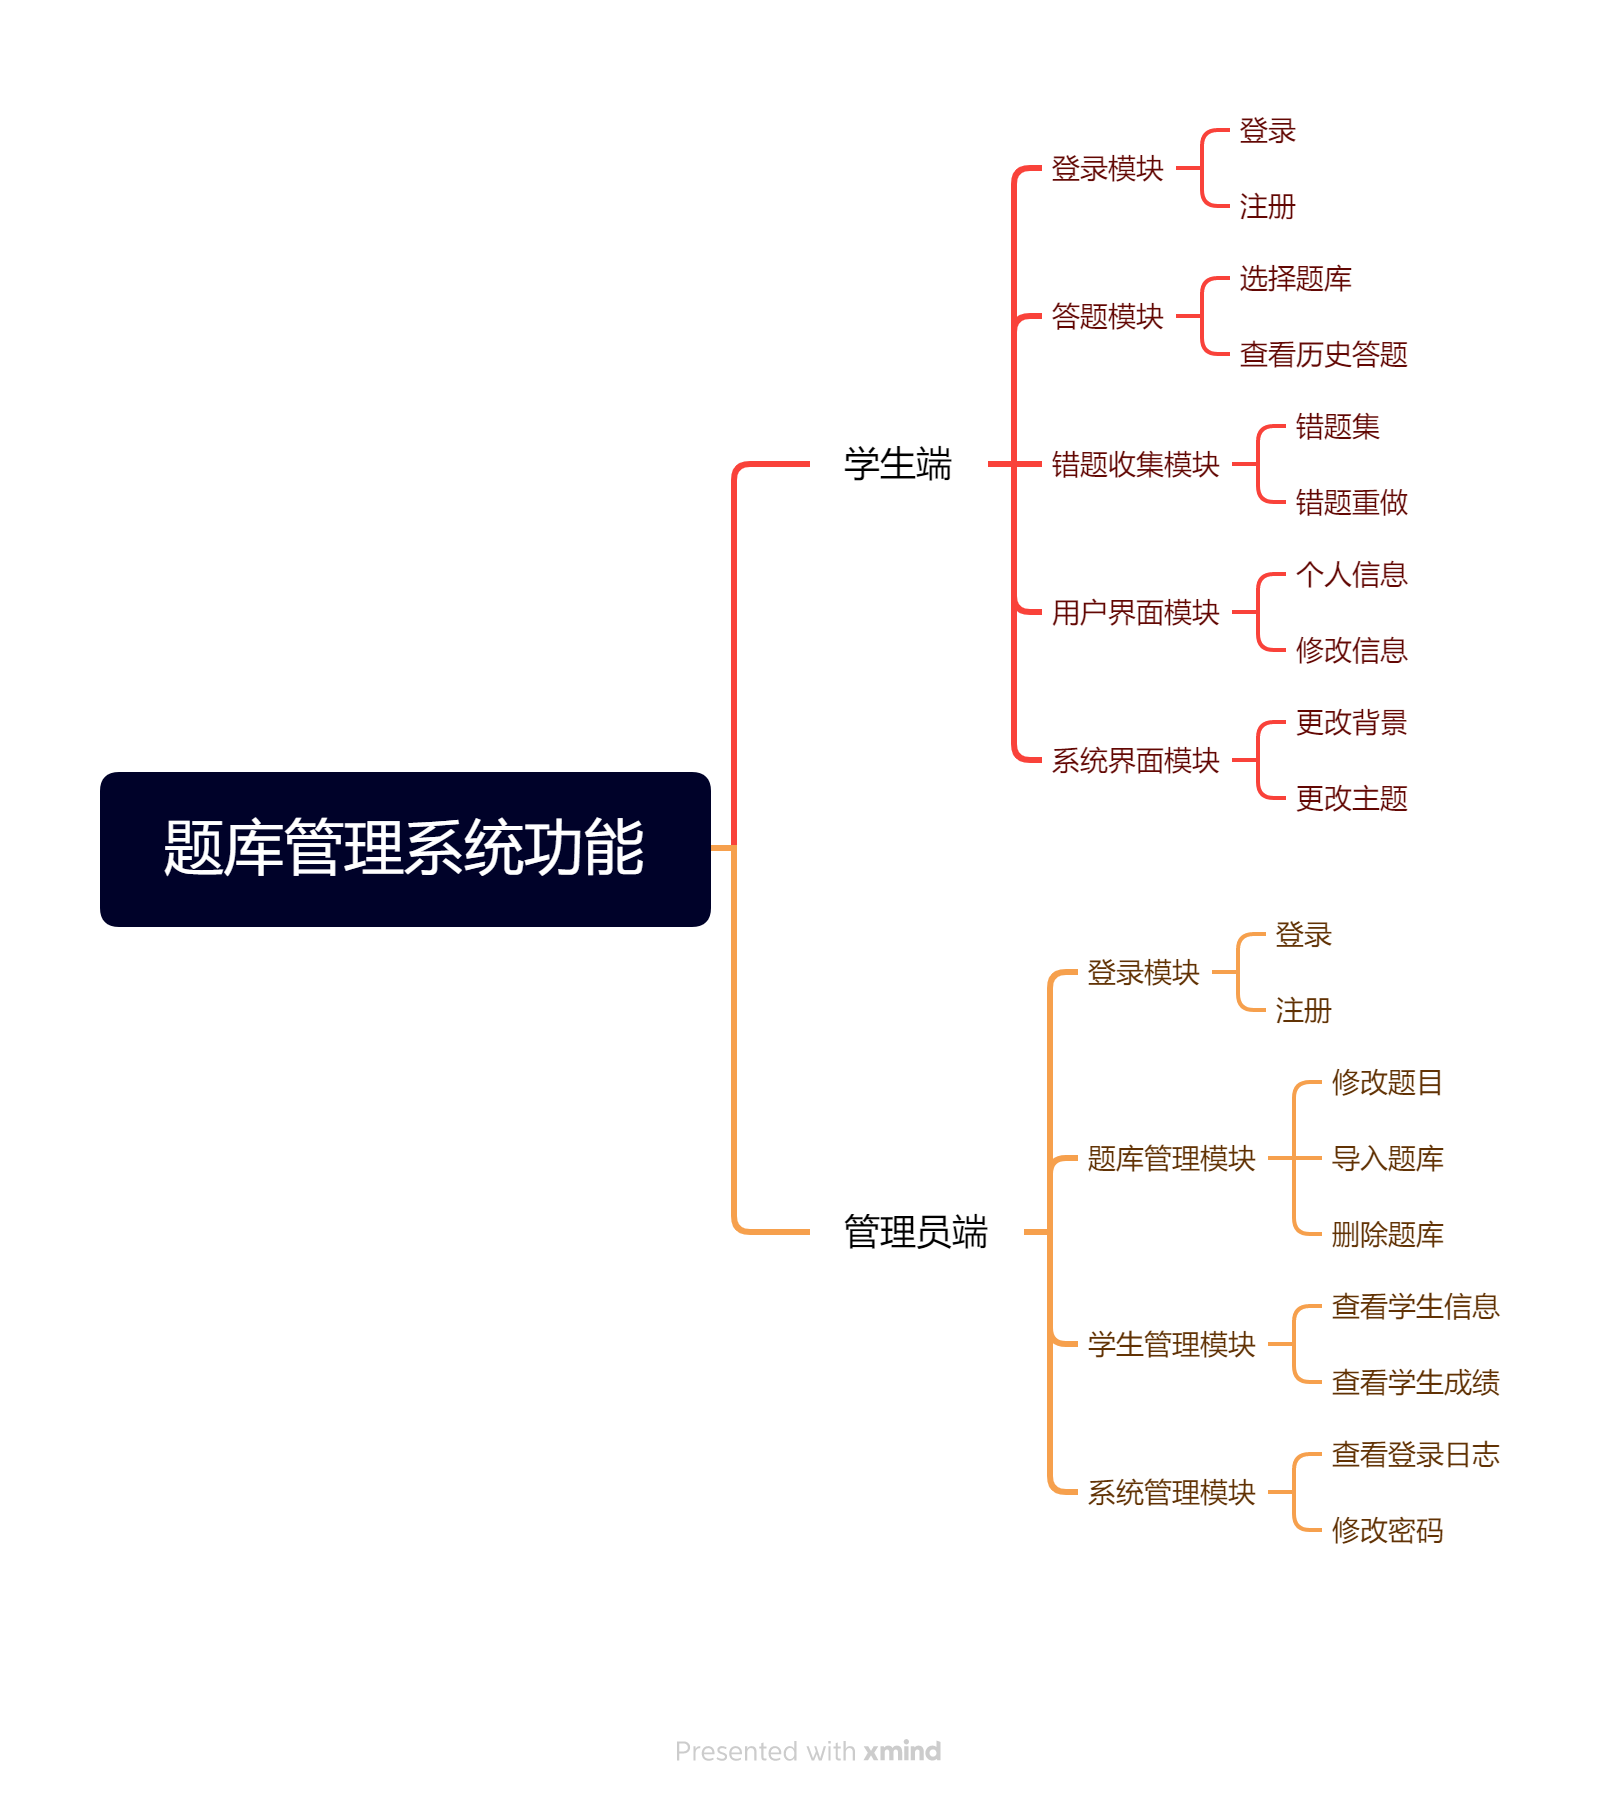 题库管理系统功能
学生端
登录模块
登录
注册
答题模块
选择题库
查看历史答题
错题收集模块
错题集
错题重做
用户界面模块
个人信息
修改信息
系统界面模块
更改背景
更改主题
管理员端
登录模块
登录
注册
题库管理模块
修改题目
导入题库
删除题库
学生管理模块
查看学生信息
查看学生成绩
系统管理模块
查看登录日志
修改密码
Presented with xmind